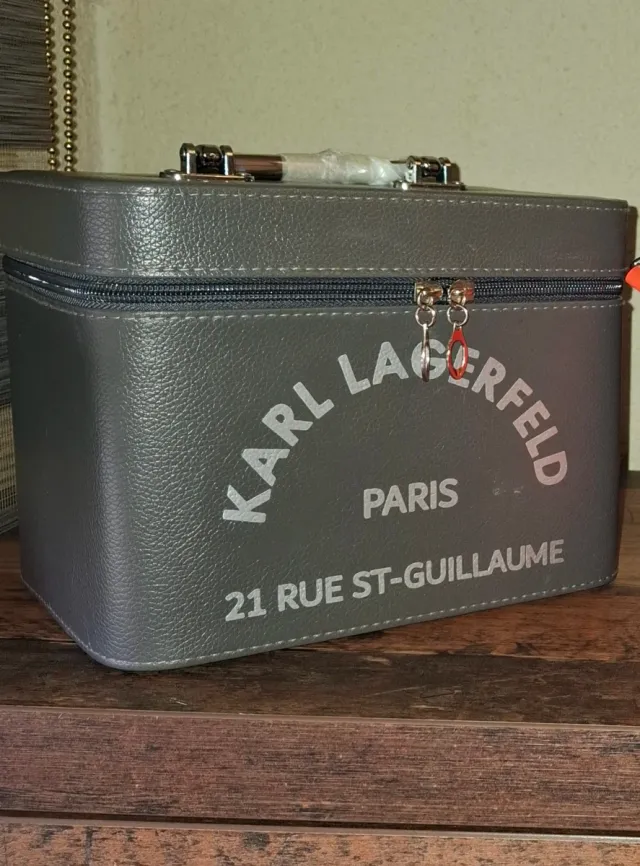 KARL LAGERFELD
PARIS
21 RUE ST-GUILLAUME